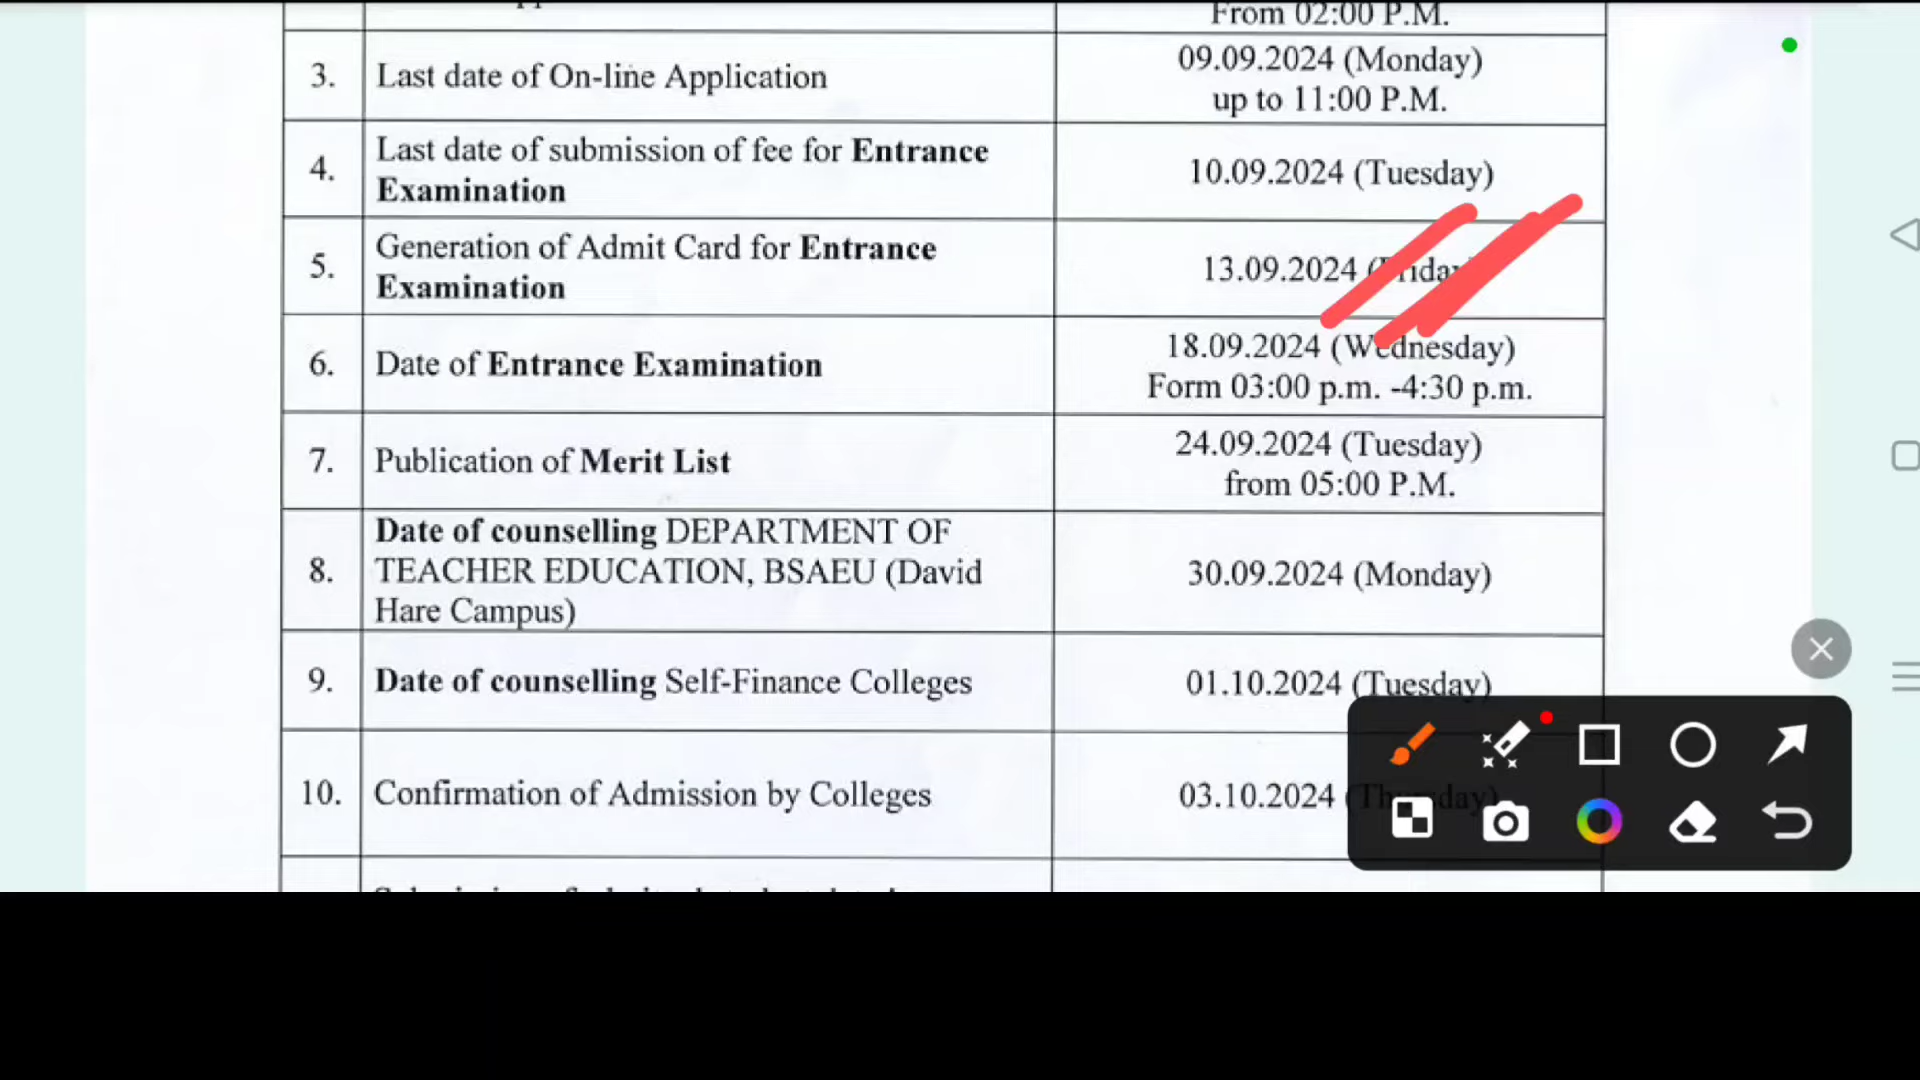 From 02:00 P.M.
3. Last date of On-line Application 09.09.2024 (Monday)
up to 11:00 P.M.
4. Last date of submission of fee for Entrance
Examination 10.09.2024 (Tuesday)
5. Generation of Admit Card for Entrance
Examination 13.09.2024 (Friday)
6. Date of Entrance Examination 18.09.2024 (Wednesday)
Form 03:00 p.m. -4:30 p.m.
7. Publication of Merit List 24.09.2024 (Tuesday)
from 05:00 P.M.
8. Date of counselling DEPARTMENT OF
TEACHER EDUCATION, BSAEU (David
Hare Campus) 30.09.2024 (Monday)
9. Date of counselling Self-Finance Colleges 01.10.2024 (Tuesday)
10. Confirmation of Admission by Colleges 03.10.2024 (Thursday)